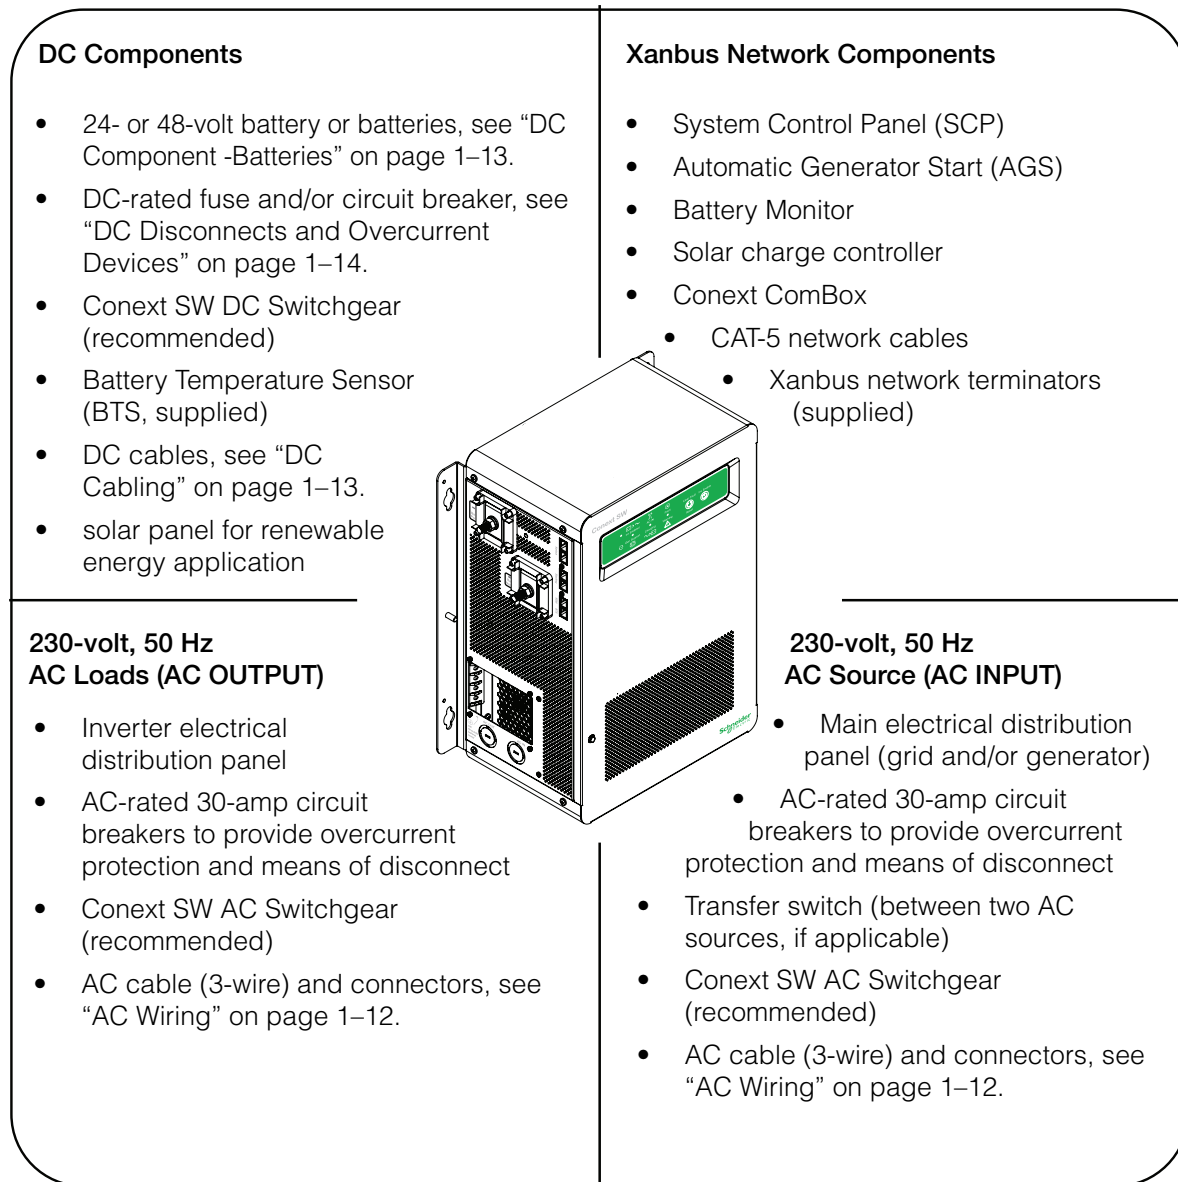 DC Components
• 24- or 48-volt battery or batteries, see “DC
Component -Batteries” on page 1–13.
• DC-rated fuse and/or circuit breaker, see
“DC Disconnects and Overcurrent
Devices” on page 1–14.
• Conext SW DC Switchgear
(recommended)
• Battery Temperature Sensor
(BTS, supplied)
• DC cables, see “DC
Cabling” on page 1–13.
• solar panel for renewable
energy application
Xanbus Network Components
• System Control Panel (SCP)
• Automatic Generator Start (AGS)
• Battery Monitor
• Solar charge controller
• Conext ComBox
• CAT-5 network cables
• Xanbus network terminators
(supplied)
Conext SW
Schneider
230-volt, 50 Hz
AC Loads (AC OUTPUT)
• Inverter electrical
distribution panel
• AC-rated 30-amp circuit
breakers to provide overcurrent
protection and means of disconnect
• Conext SW AC Switchgear
(recommended)
• AC cable (3-wire) and connectors, see
“AC Wiring” on page 1–12.
230-volt, 50 Hz
AC Source (AC INPUT)
• Main electrical distribution
panel (grid and/or generator)
• AC-rated 30-amp circuit
breakers to provide overcurrent
protection and means of disconnect
• Transfer switch (between two AC
sources, if applicable)
• Conext SW AC Switchgear
(recommended)
• AC cable (3-wire) and connectors, see
“AC Wiring” on page 1–12.